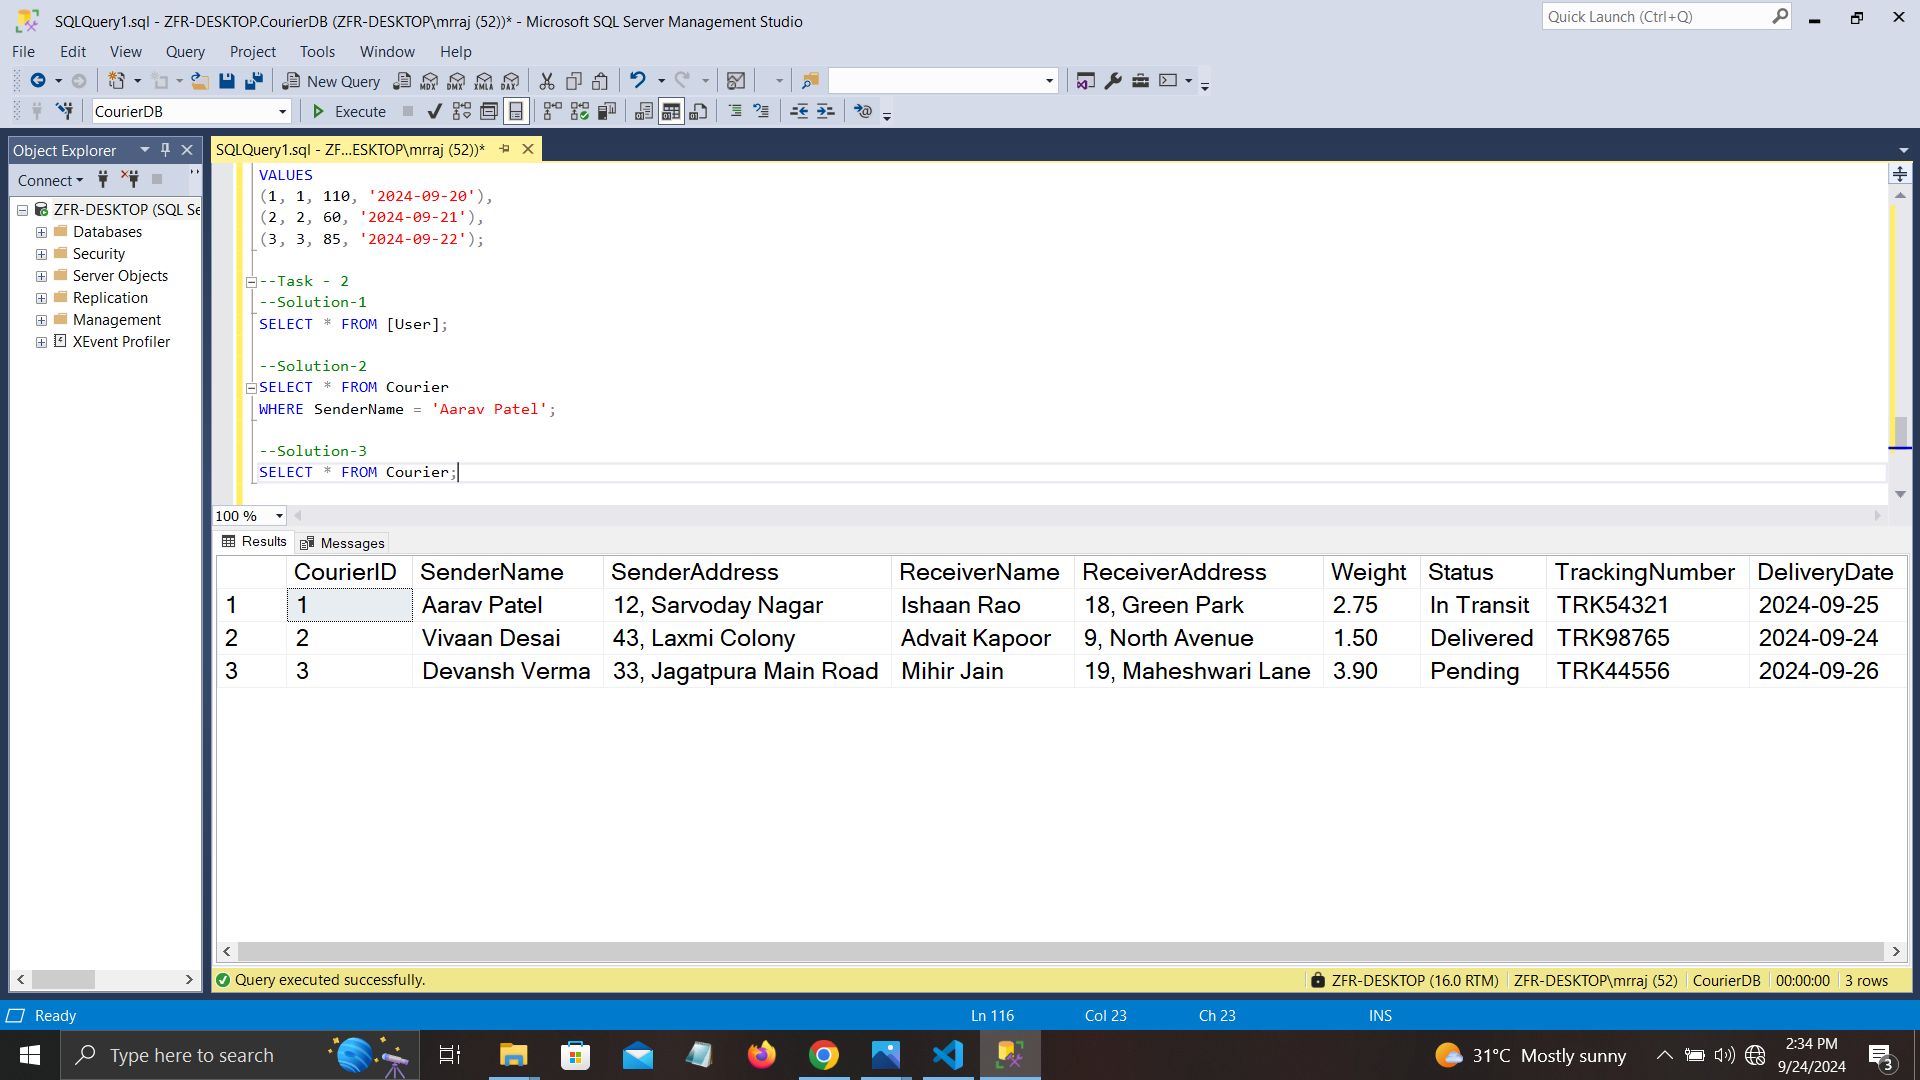 SQLQuery1.sql - ZFR-DESKTOP.CourierDB (ZFR-DESKTOP\mrraj (52))* - Microsoft SQL Server Management Studio
Quick Launch (Ctrl+Q)
File Edit View Query Project Tools Window Help
New Query MDX DMX XMLA DAX
CourierDB Execute
Object Explorer
SQLQuery1.sql - ZF...ESKTOP\mrraj (52))*
Connect
ZFR-DESKTOP (SQL Se
Databases
Security
Server Objects
Replication
Management
XEvent Profiler
VALUES
(1, 1, 110, '2024-09-20'),
(2, 2, 60, '2024-09-21'),
(3, 3, 85, '2024-09-22');
--Task - 2
--Solution-1
SELECT * FROM [User];
--Solution-2
SELECT * FROM Courier
WHERE SenderName = 'Aarav Patel';
--Solution-3
SELECT * FROM Courier;
100 %
Results Messages
CourierID SenderName SenderAddress ReceiverName ReceiverAddress Weight Status TrackingNumber DeliveryDate
1 1 Aarav Patel 12, Sarvoday Nagar Ishaan Rao 18, Green Park 2.75 In Transit TRK54321 2024-09-25
2 2 Vivaan Desai 43, Laxmi Colony Advait Kapoor 9, North Avenue 1.50 Delivered TRK98765 2024-09-24
3 3 Devansh Verma 33, Jagatpura Main Road Mihir Jain 19, Maheshwari Lane 3.90 Pending TRK44556 2024-09-26
Query executed successfully. ZFR-DESKTOP (16.0 RTM) ZFR-DESKTOP\mrraj (52) CourierDB 00:00:00 3 rows
Ready Ln 116 Col 23 Ch 23 INS
Type here to search 31°C Mostly sunny 2:34 PM
9/24/2024 3